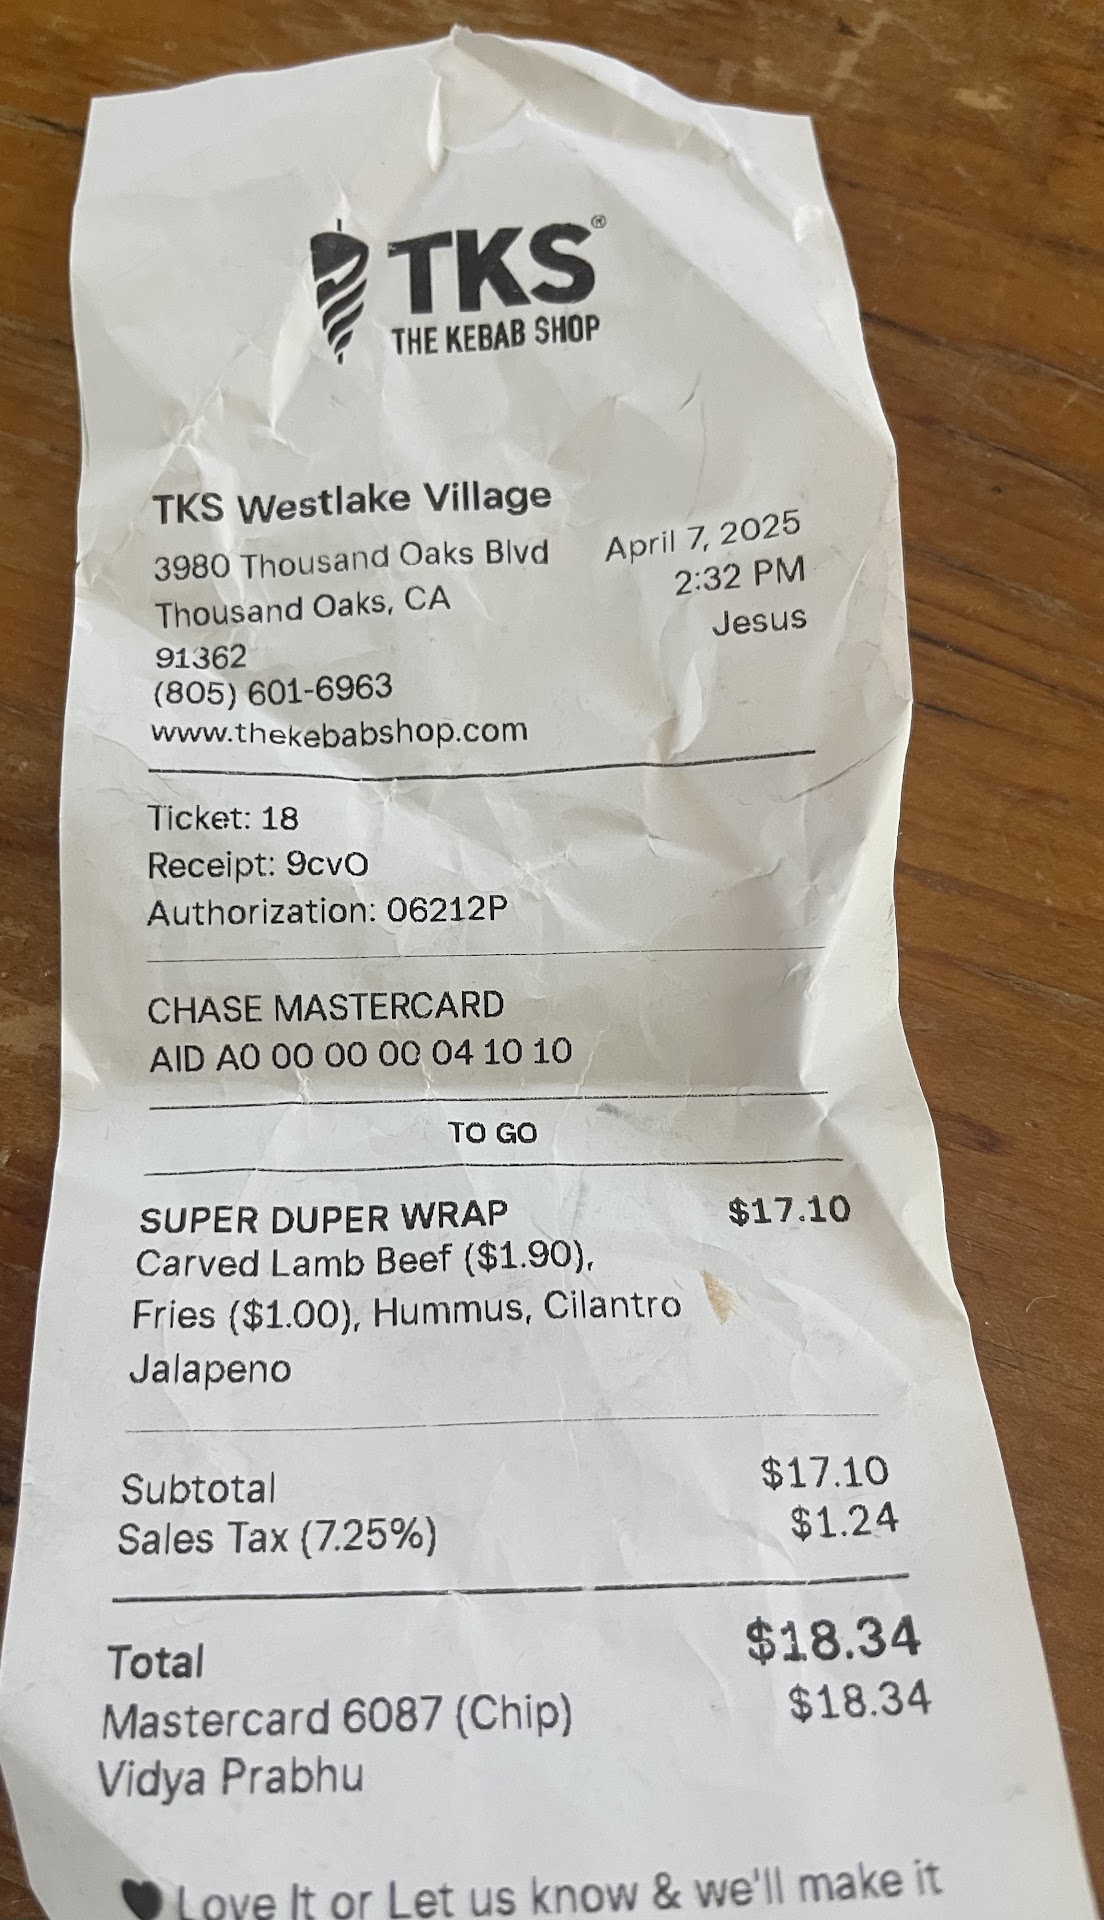 TKS®
THE KEBAB SHOP
TKS Westlake Village
3980 Thousand Oaks Blvd
Thousand Oaks, CA
91362
(805) 601-6963
www.thekebabshop.com
April 7, 2025
2:32 PM
Jesus
Ticket: 18
Receipt: 9cvO
Authorization: 06212P
CHASE MASTERCARD
AID A0 00 00 00 04 10 10
TO GO
SUPER DUPER WRAP $17.10
Carved Lamb Beef ($1.90),
Fries ($1.00), Hummus, Cilantro
Jalapeno
Subtotal $17.10
Sales Tax (7.25%) $1.24
Total $18.34
Mastercard 6087 (Chip) $18.34
Vidya Prabhu
♥ Love It or Let us know & we'll make it